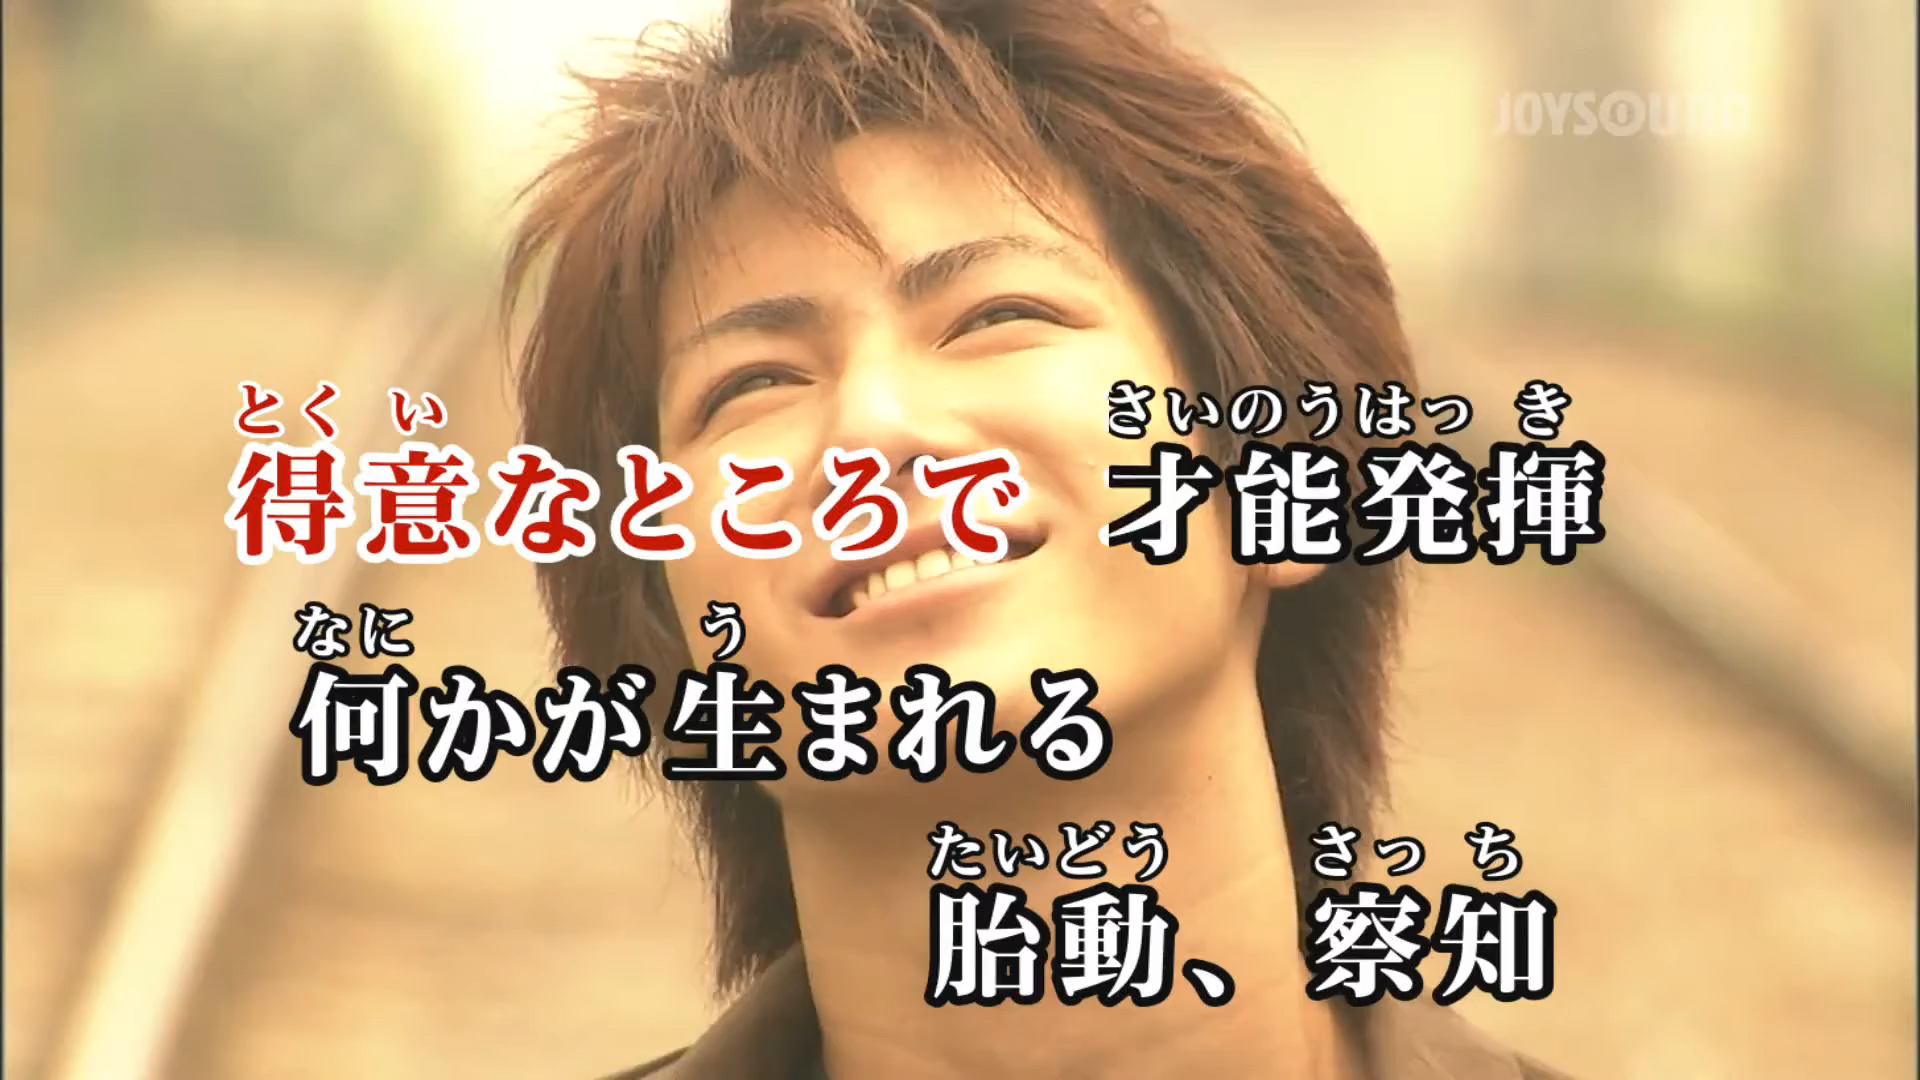 JOYSOUND
とくい さいのうはっき
得意なところで 才能発揮
なに う
何かが生まれる
たいどう さっち
胎動、察知